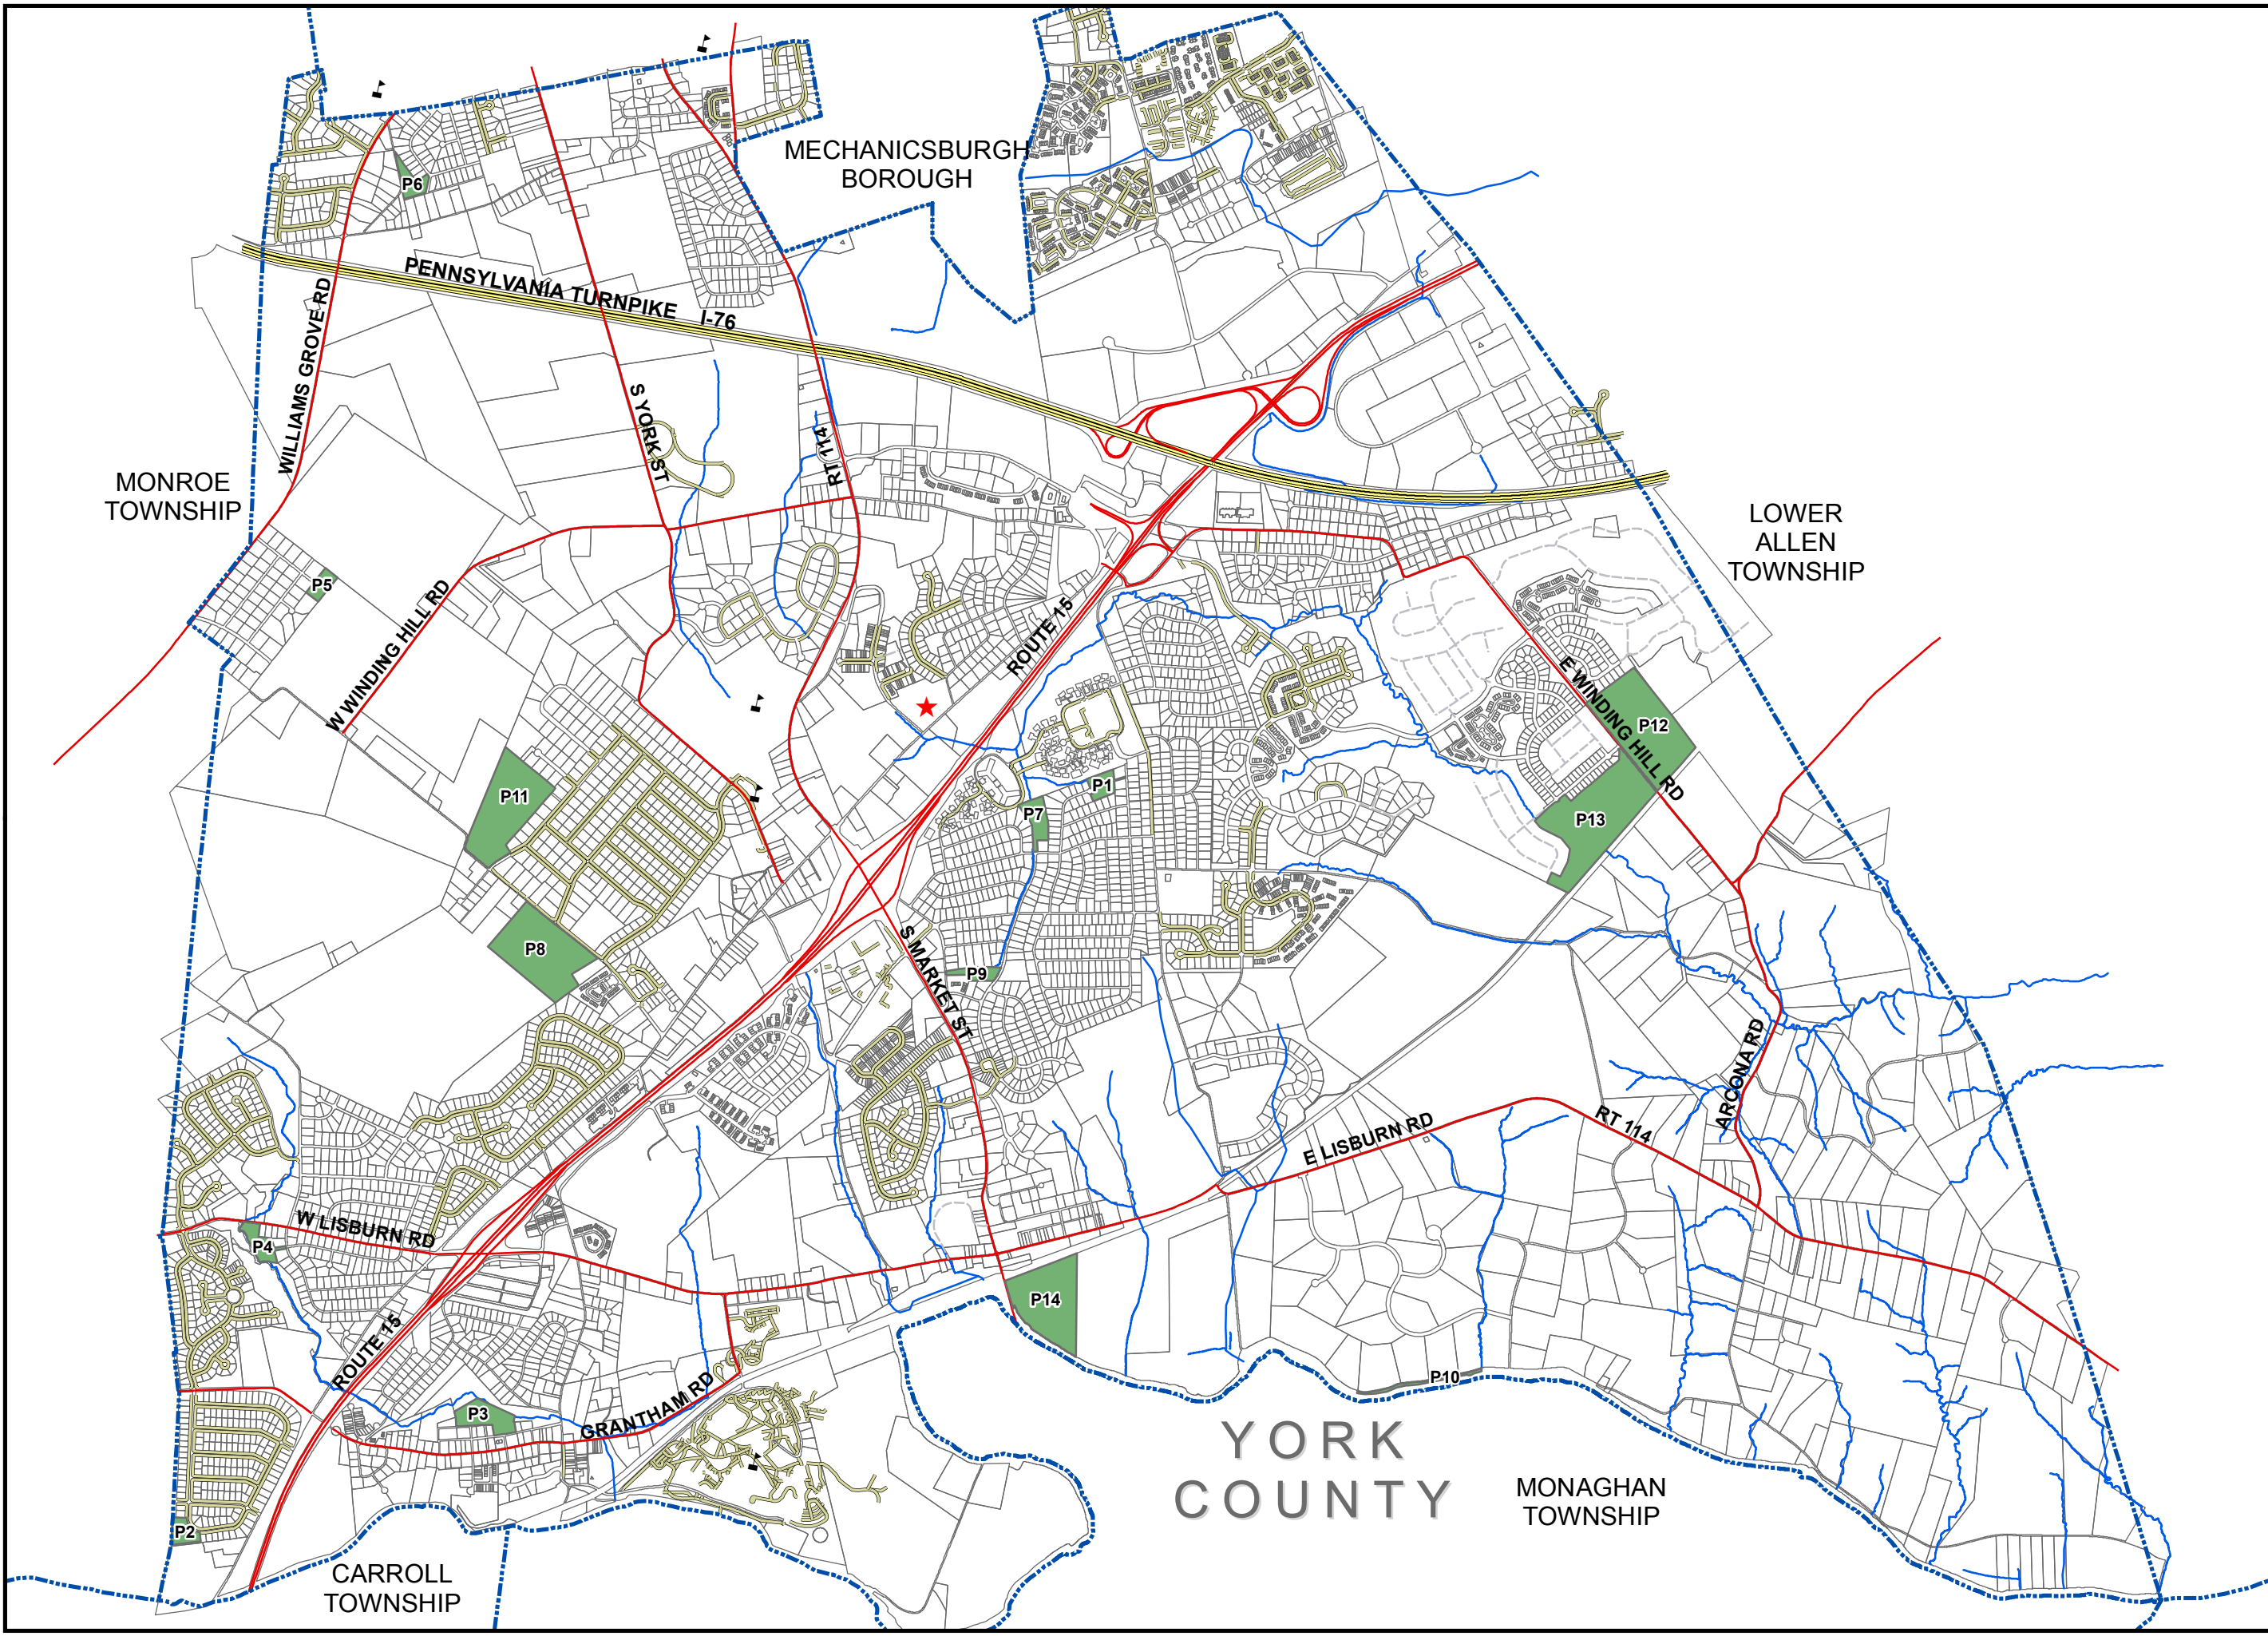 MECHANICSBURGH
BOROUGH
P6
PENNSYLVANIA TURNPIKE I-76
WILLIAMS GROVE RD
S YORK ST
RT 114
MONROE
TOWNSHIP
LOWER
ALLEN
TOWNSHIP
P5
W WINDING HILL RD
ROUTE 15
E WINDING HILL RD
P12
P11
P1
P7
P13
P8
S MARKET ST
P9
ARCONA RD
E LISBURN RD
RT 114
W LISBURN RD
P4
P14
ROUTE 15
P10
P3
GRANTHAM RD
YORK
COUNTY
MONAGHAN
TOWNSHIP
P2
CARROLL
TOWNSHIP